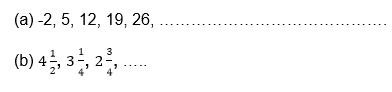 (a) -2, 5, 12, 19, 26, ...............................................
(b) 4 1/2, 3 1/4, 2 3/4, .....